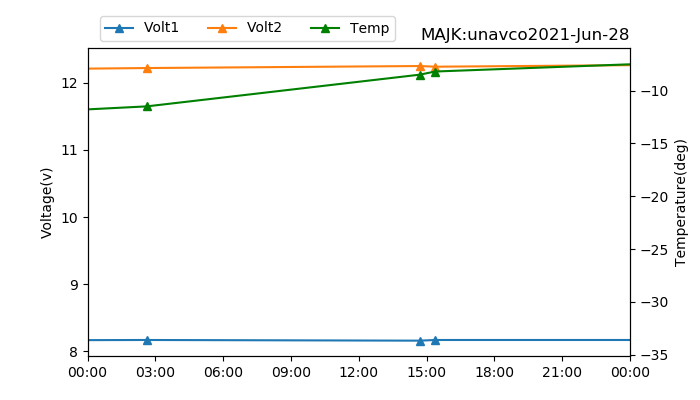 Volt1 Volt2 Temp
MAJK:unavco2021-Jun-28
Voltage(v)
12
11
10
9
8
Temperature(deg)
−10
−15
−20
−25
−30
−35
00:00 03:00 06:00 09:00 12:00 15:00 18:00 21:00 00:00